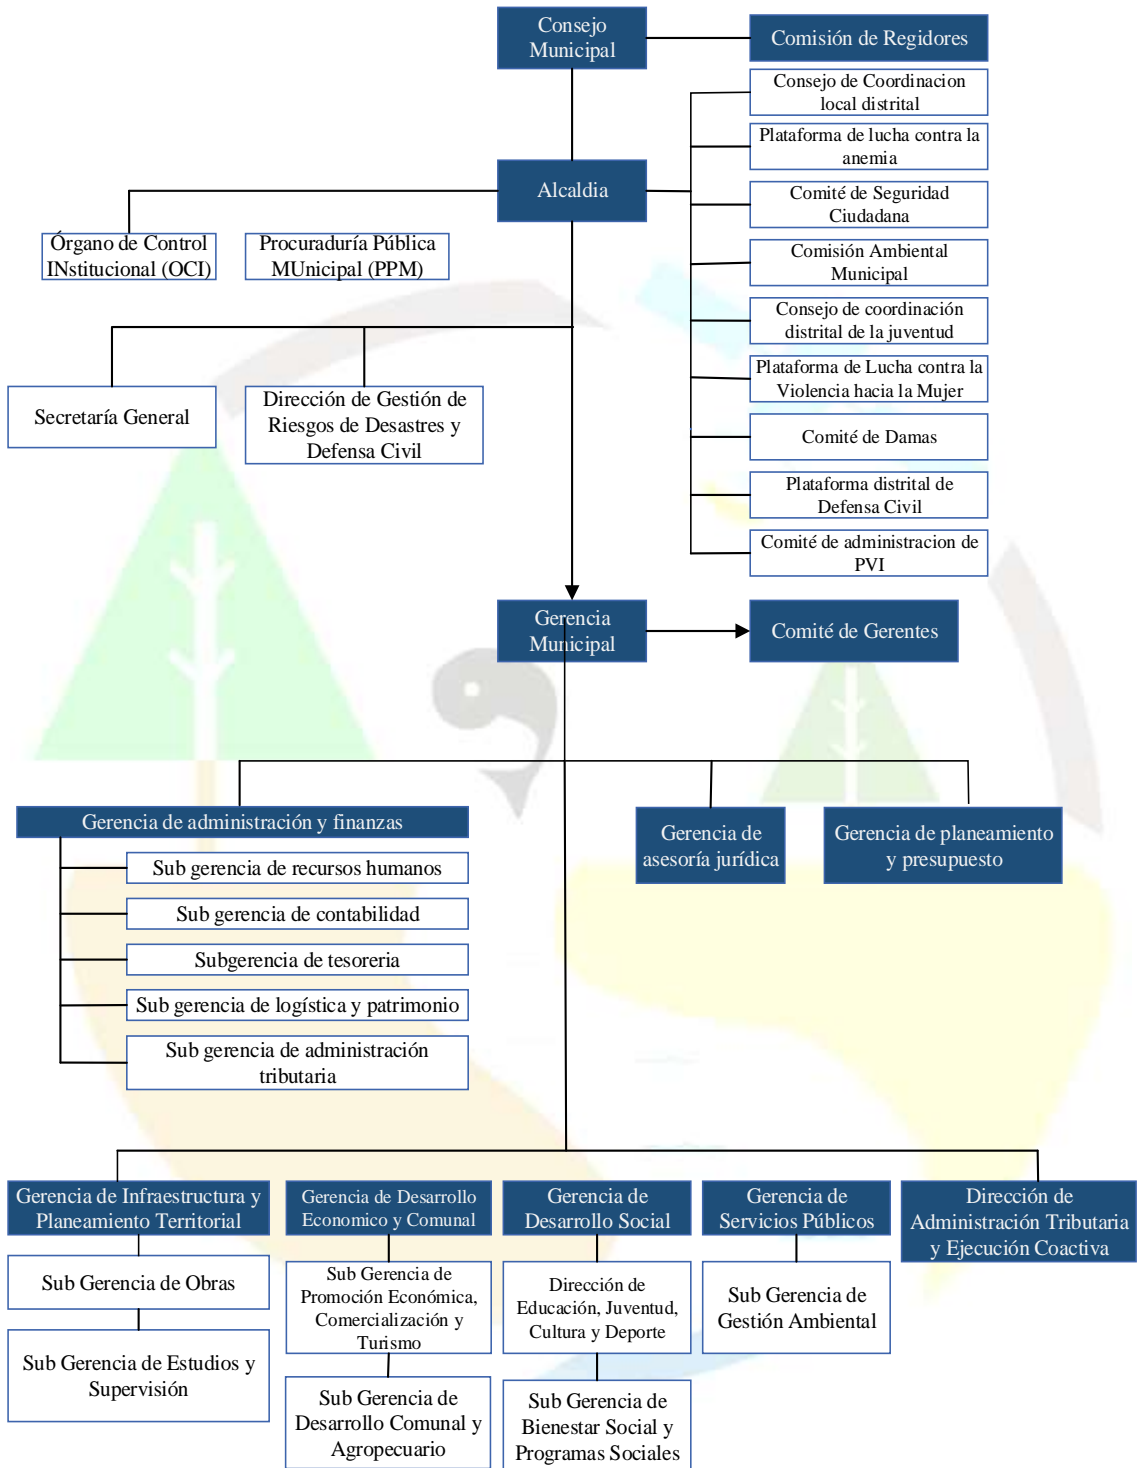 Consejo
Municipal
Comisión de Regidores
Consejo de Coordinacion
local distrital
Plataforma de lucha contra la
anemia
Alcaldia
Comité de Seguridad
Ciudadana
Órgano de Control
INstitucional (OCI)
Procuraduría Pública
MUnicipal (PPM)
Comisión Ambiental
Municipal
Consejo de coordinación
distrital de la juventud
Plataforma de Lucha contra la
Violencia hacia la Mujer
Secretaría General
Dirección de Gestión de
Riesgos de Desastres y
Defensa Civil
Comité de Damas
Plataforma distrital de
Defensa Civil
Comité de administracion de
PVI
Gerencia
Municipal
Comité de Gerentes
Gerencia de administración y finanzas
Gerencia de
asesoría jurídica
Gerencia de planeamiento
y presupuesto
Sub gerencia de recursos humanos
Sub gerencia de contabilidad
Subgerencia de tesoreria
Sub gerencia de logística y patrimonio
Sub gerencia de administración
tributaria
Gerencia de Infraestructura y
Planeamiento Territorial
Gerencia de Desarrollo
Economico y Comunal
Gerencia de
Desarrollo Social
Gerencia de
Servicios Públicos
Dirección de
Administración Tributaria
y Ejecución Coactiva
Sub Gerencia de Obras
Sub Gerencia de
Promoción Económica,
Comercialización y
Turismo
Dirección de
Educación, Juventud,
Cultura y Deporte
Sub Gerencia de
Gestión Ambiental
Sub Gerencia de Estudios y
Supervisión
Sub Gerencia de
Desarrollo Comunal y
Agropecuario
Sub Gerencia de
Bienestar Social y
Programas Sociales